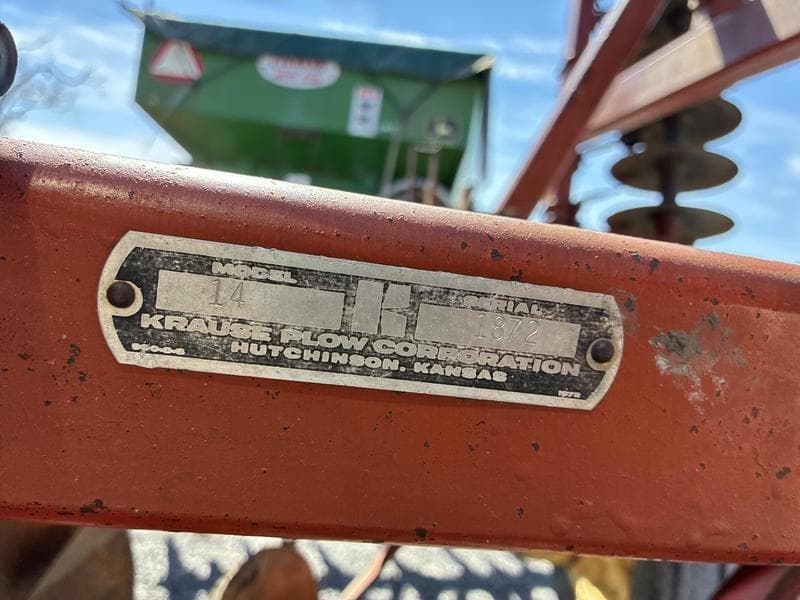 MODEL
SERIAL
14
1872
K
KRAUSE PLOW CORPORATION
HUTCHINSON, KANSAS